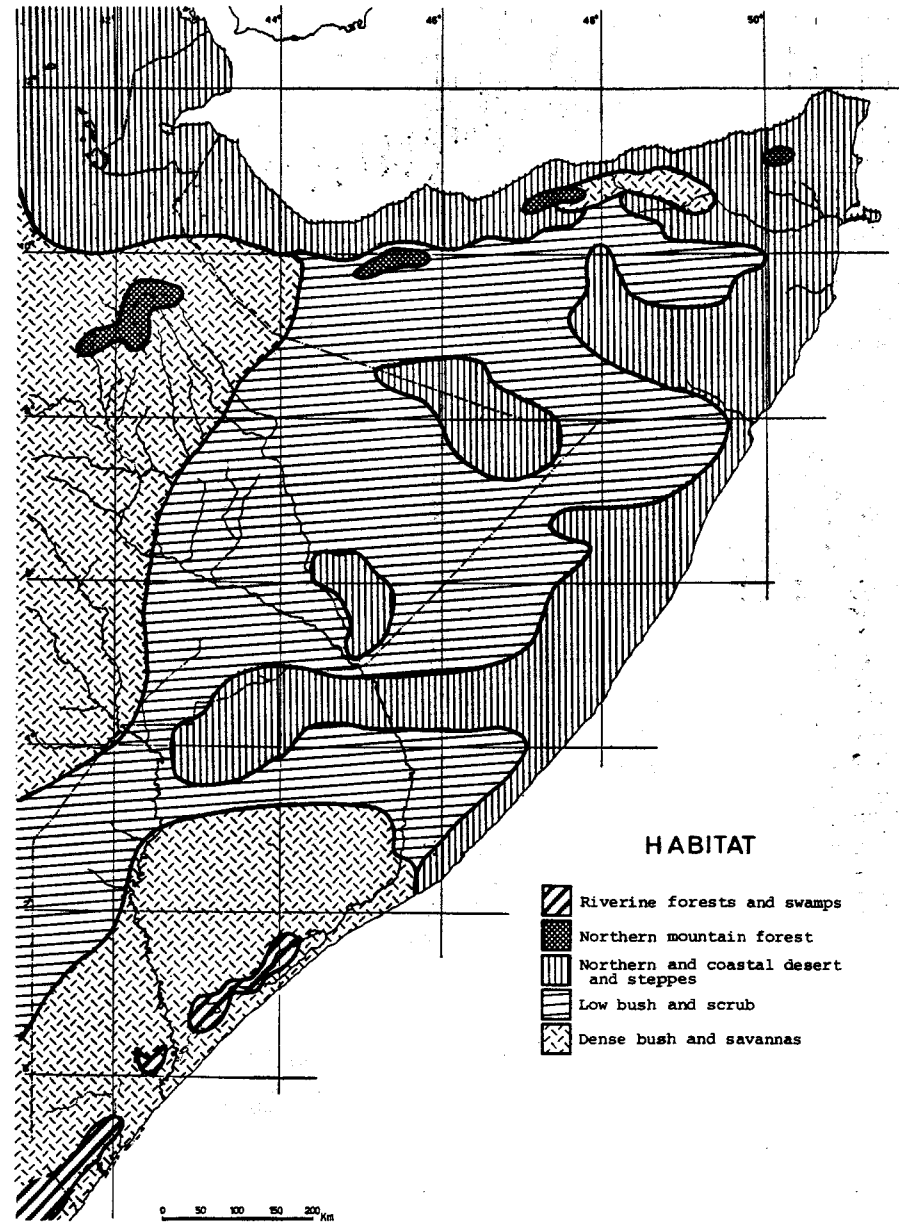 44°
46°
48°
50°
HABITAT
Riverine forests and swamps
Northern mountain forest
Northern and coastal desert
and steppes
Low bush and scrub
Dense bush and savannas
0 50 100 150 200 Km